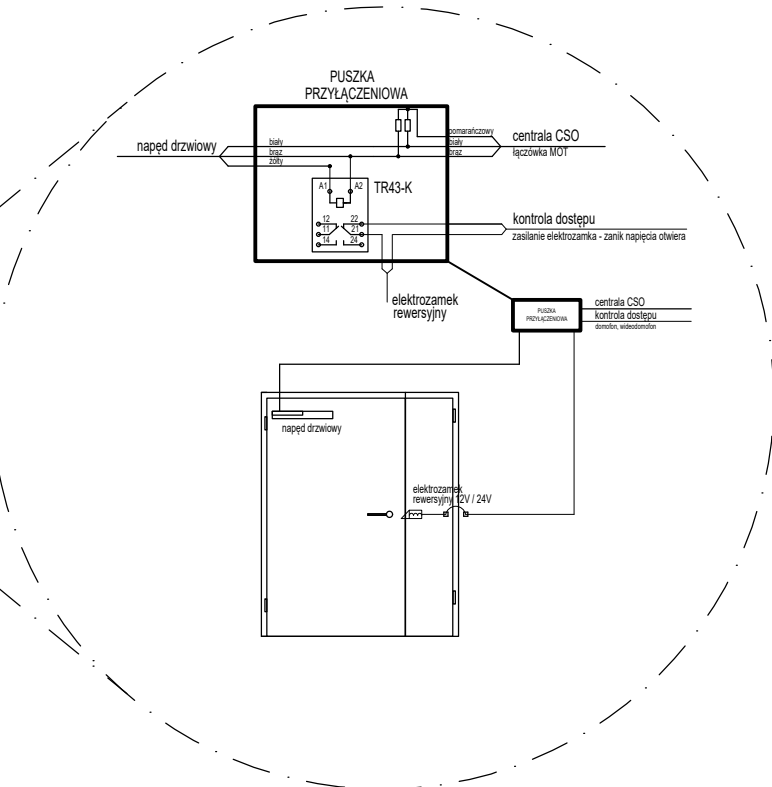 PUSZKA
PRZYŁĄCZENIOWA
napęd drzwiowy
biały
braz
żółty
pomarańczowy
biały
braz
centrala CSO
łączówka MOT
A1
A2
TR43-K
12
11
14
22
21
24
kontrola dostępu
zasilanie elektrozamka - zanik napięcia otwiera
elektrozamek
rewersyjny
PUSZKA
PRZYŁĄCZENIOWA
centrala CSO
kontrola dostępu
domofon, wideodomofon
napęd drzwiowy
elektrozamek
rewersyjny 12V / 24V